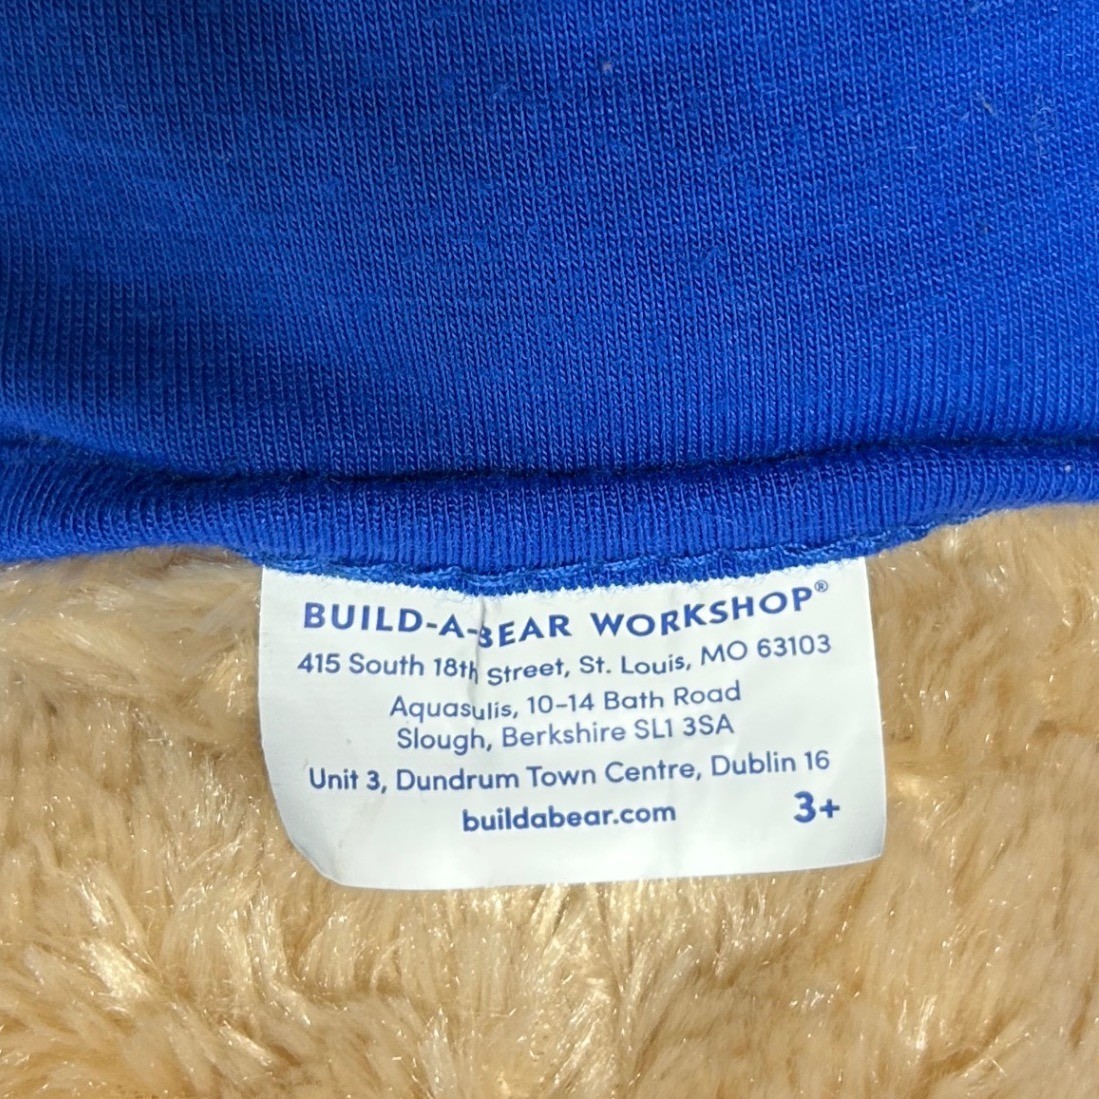 BUILD-A-BEAR WORKSHOP®
415 South 18th Street, St. Louis, MO 63103
Aquasulis, 10-14 Bath Road
Slough, Berkshire SL1 3SA
Unit 3, Dundrum Town Centre, Dublin 16
buildabear.com 3+